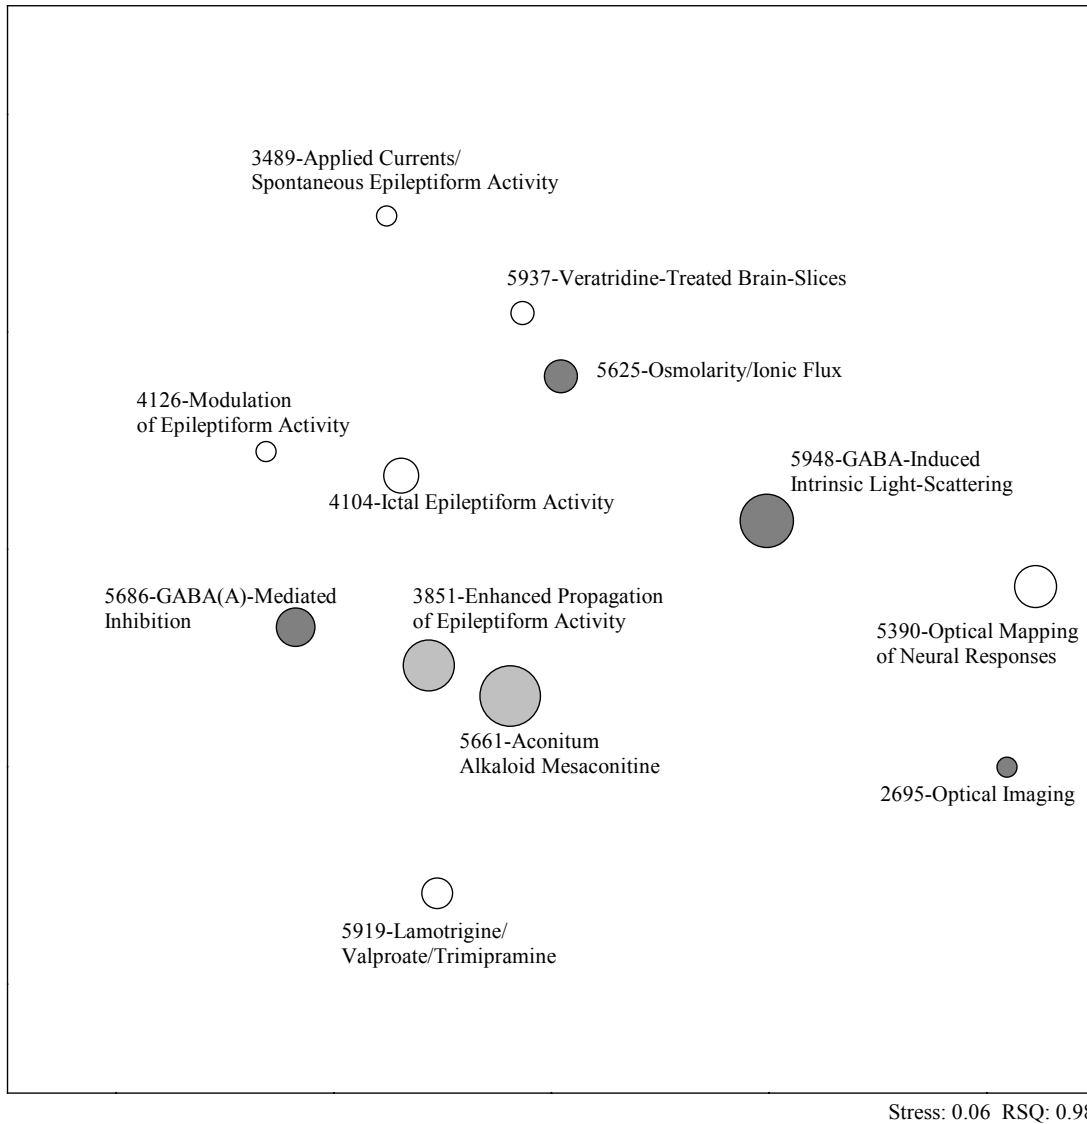 3489-Applied Currents/
Spontaneous Epileptiform Activity
5937-Veratridine-Treated Brain-Slices
5625-Osmolarity/Ionic Flux
4126-Modulation
of Epileptiform Activity
4104-Ictal Epileptiform Activity
5948-GABA-Induced
Intrinsic Light-Scattering
5686-GABA(A)-Mediated
Inhibition
3851-Enhanced Propagation
of Epileptiform Activity
5390-Optical Mapping
of Neural Responses
5661-Aconitum
Alkaloid Mesaconitine
2695-Optical Imaging
5919-Lamotrigine/
Valproate/Trimipramine
Stress: 0.06 RSQ: 0.98